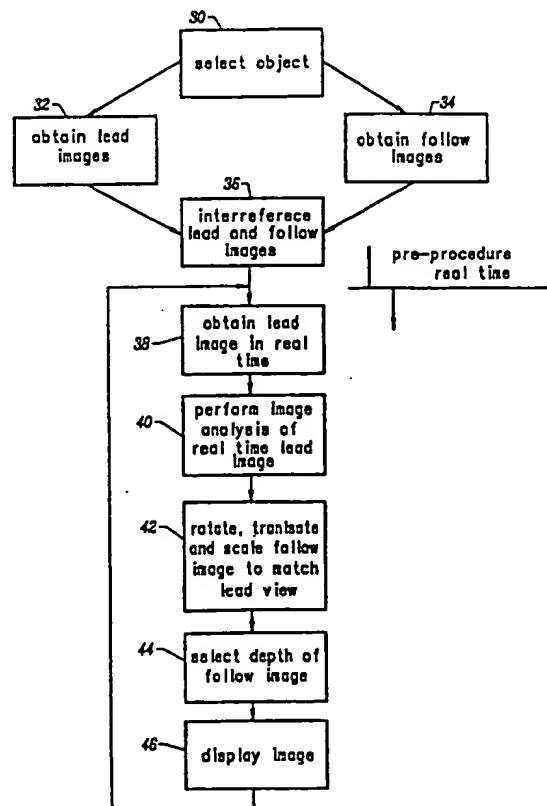 30
select object
32
obtain lead
images
34
obtain follow
images
36
interreferece
lead and follow
images
pre-procedure
real time
38
obtain lead
image in real
time
40
perform image
analysis of
real time lead
image
42
rotate, translate
and scale follow
image to match
lead view
44
select depth of
follow image
46
display image